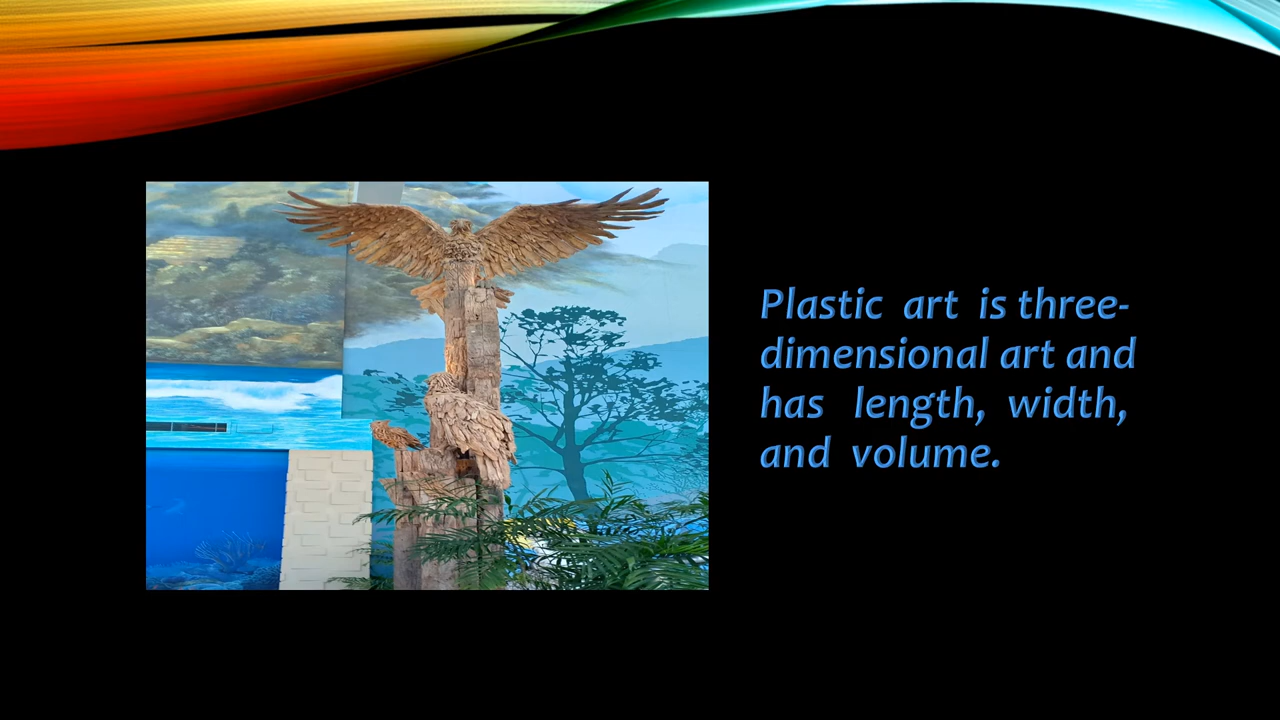 Plastic art is three-
dimensional art and
has length, width,
and volume.